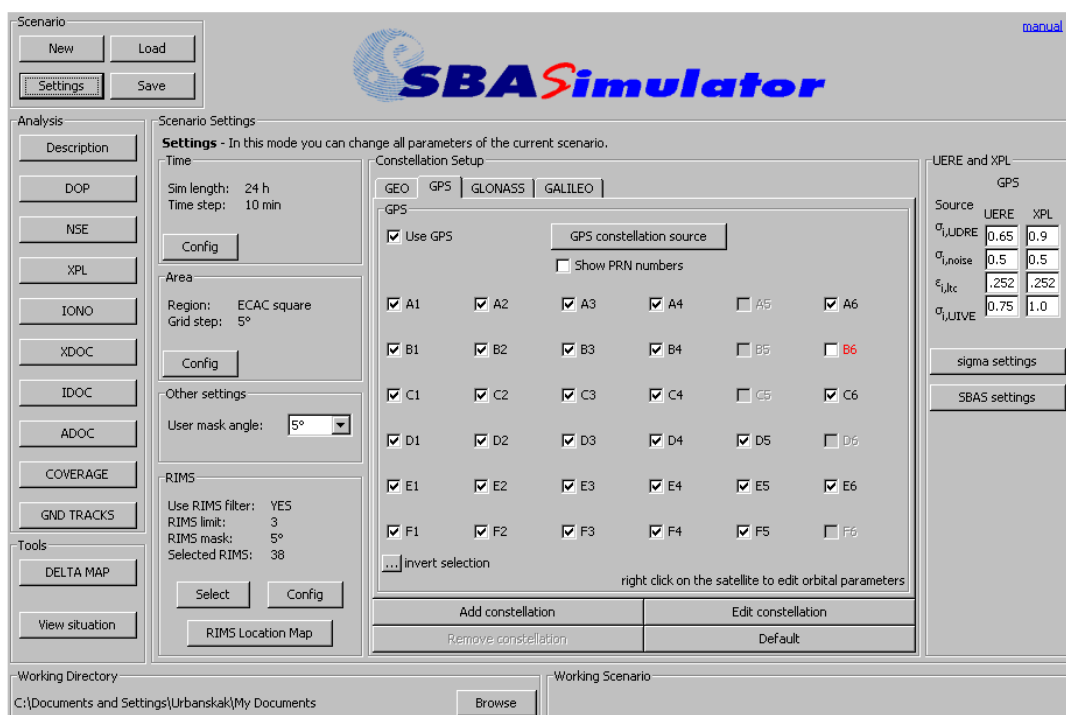 Scenario
New Load
Settings Save
SBASimulator
manual
Analysis
Description
DOP
NSE
XPL
IONO
XDOC
IDOC
ADOC
COVERAGE
GND TRACKS
Tools
DELTA MAP
View situation
Scenario Settings
Settings - In this mode you can change all parameters of the current scenario.
Time
Sim length: 24 h
Time step: 10 min
Config
Area
Region: ECAC square
Grid step: 5°
Config
Other settings
User mask angle: 5°
RIMS
Use RIMS filter: YES
RIMS limit: 3
RIMS mask: 5°
Selected RIMS: 38
Select Config
RIMS Location Map
Constellation Setup
GEO GPS GLONASS GALILEO
GPS
Use GPS GPS constellation source
Show PRN numbers
A1 A2 A3 A4 A5 A6
B1 B2 B3 B4 B5 B6
C1 C2 C3 C4 C5 C6
D1 D2 D3 D4 D5 D6
E1 E2 E3 E4 E5 E6
F1 F2 F3 F4 F5 F6
... invert selection
right click on the satellite to edit orbital parameters
Add constellation Edit constellation
Remove constellation Default
UERE and XPL
GPS
Source UERE XPL
σi,UDRE 0.65 0.9
σi,noise 0.5 0.5
εi,ltc .252 .252
σi,UIVE 0.75 1.0
sigma settings
SBAS settings
Working Directory
C:\Documents and Settings\Urbanskak\My Documents Browse
Working Scenario